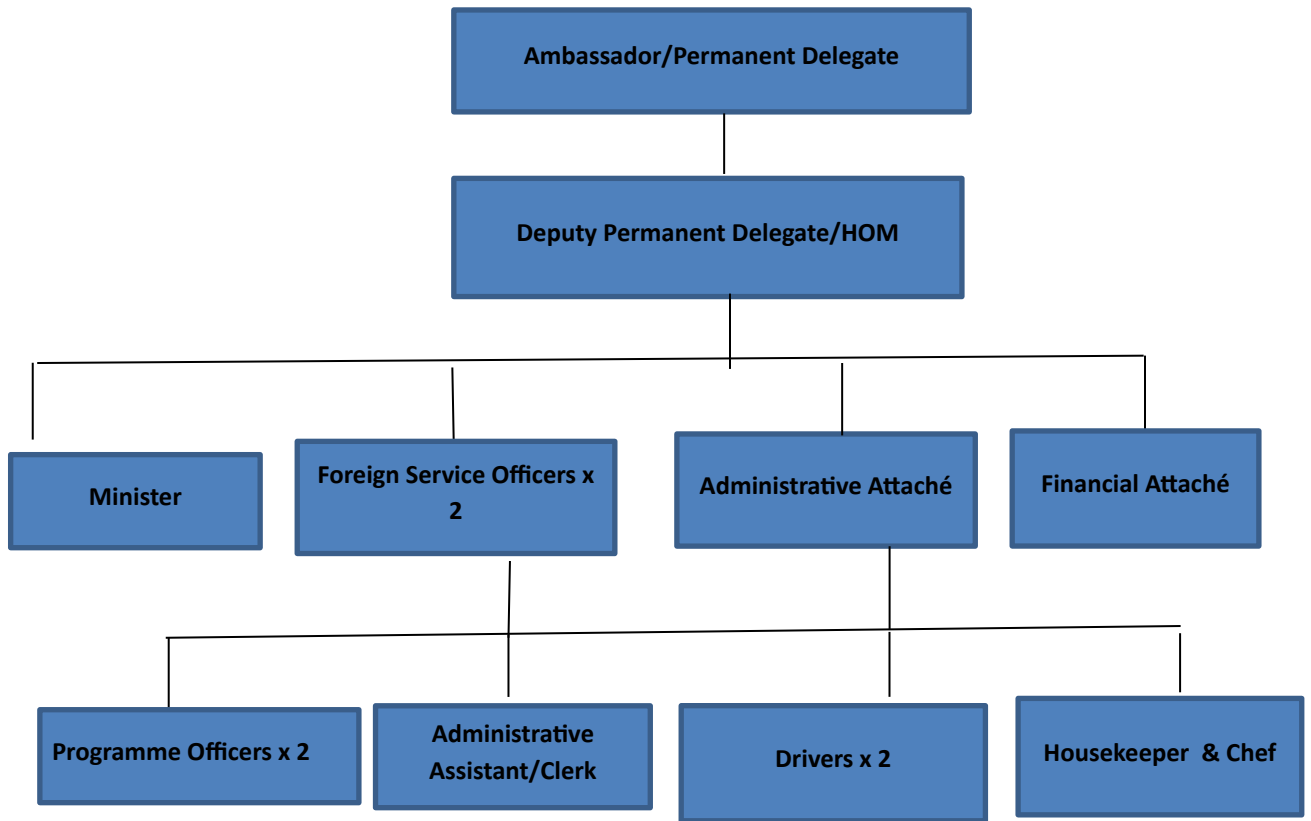 Ambassador/Permanent Delegate
Deputy Permanent Delegate/HOM
Minister
Foreign Service Officers x
2
Administrative Attaché
Financial Attaché
Programme Officers x 2
Administrative
Assistant/Clerk
Drivers x 2
Housekeeper & Chef